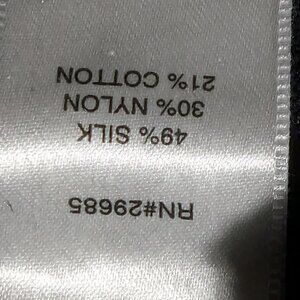 RN#29685
49% SILK
30% NYLON
21% COTTON